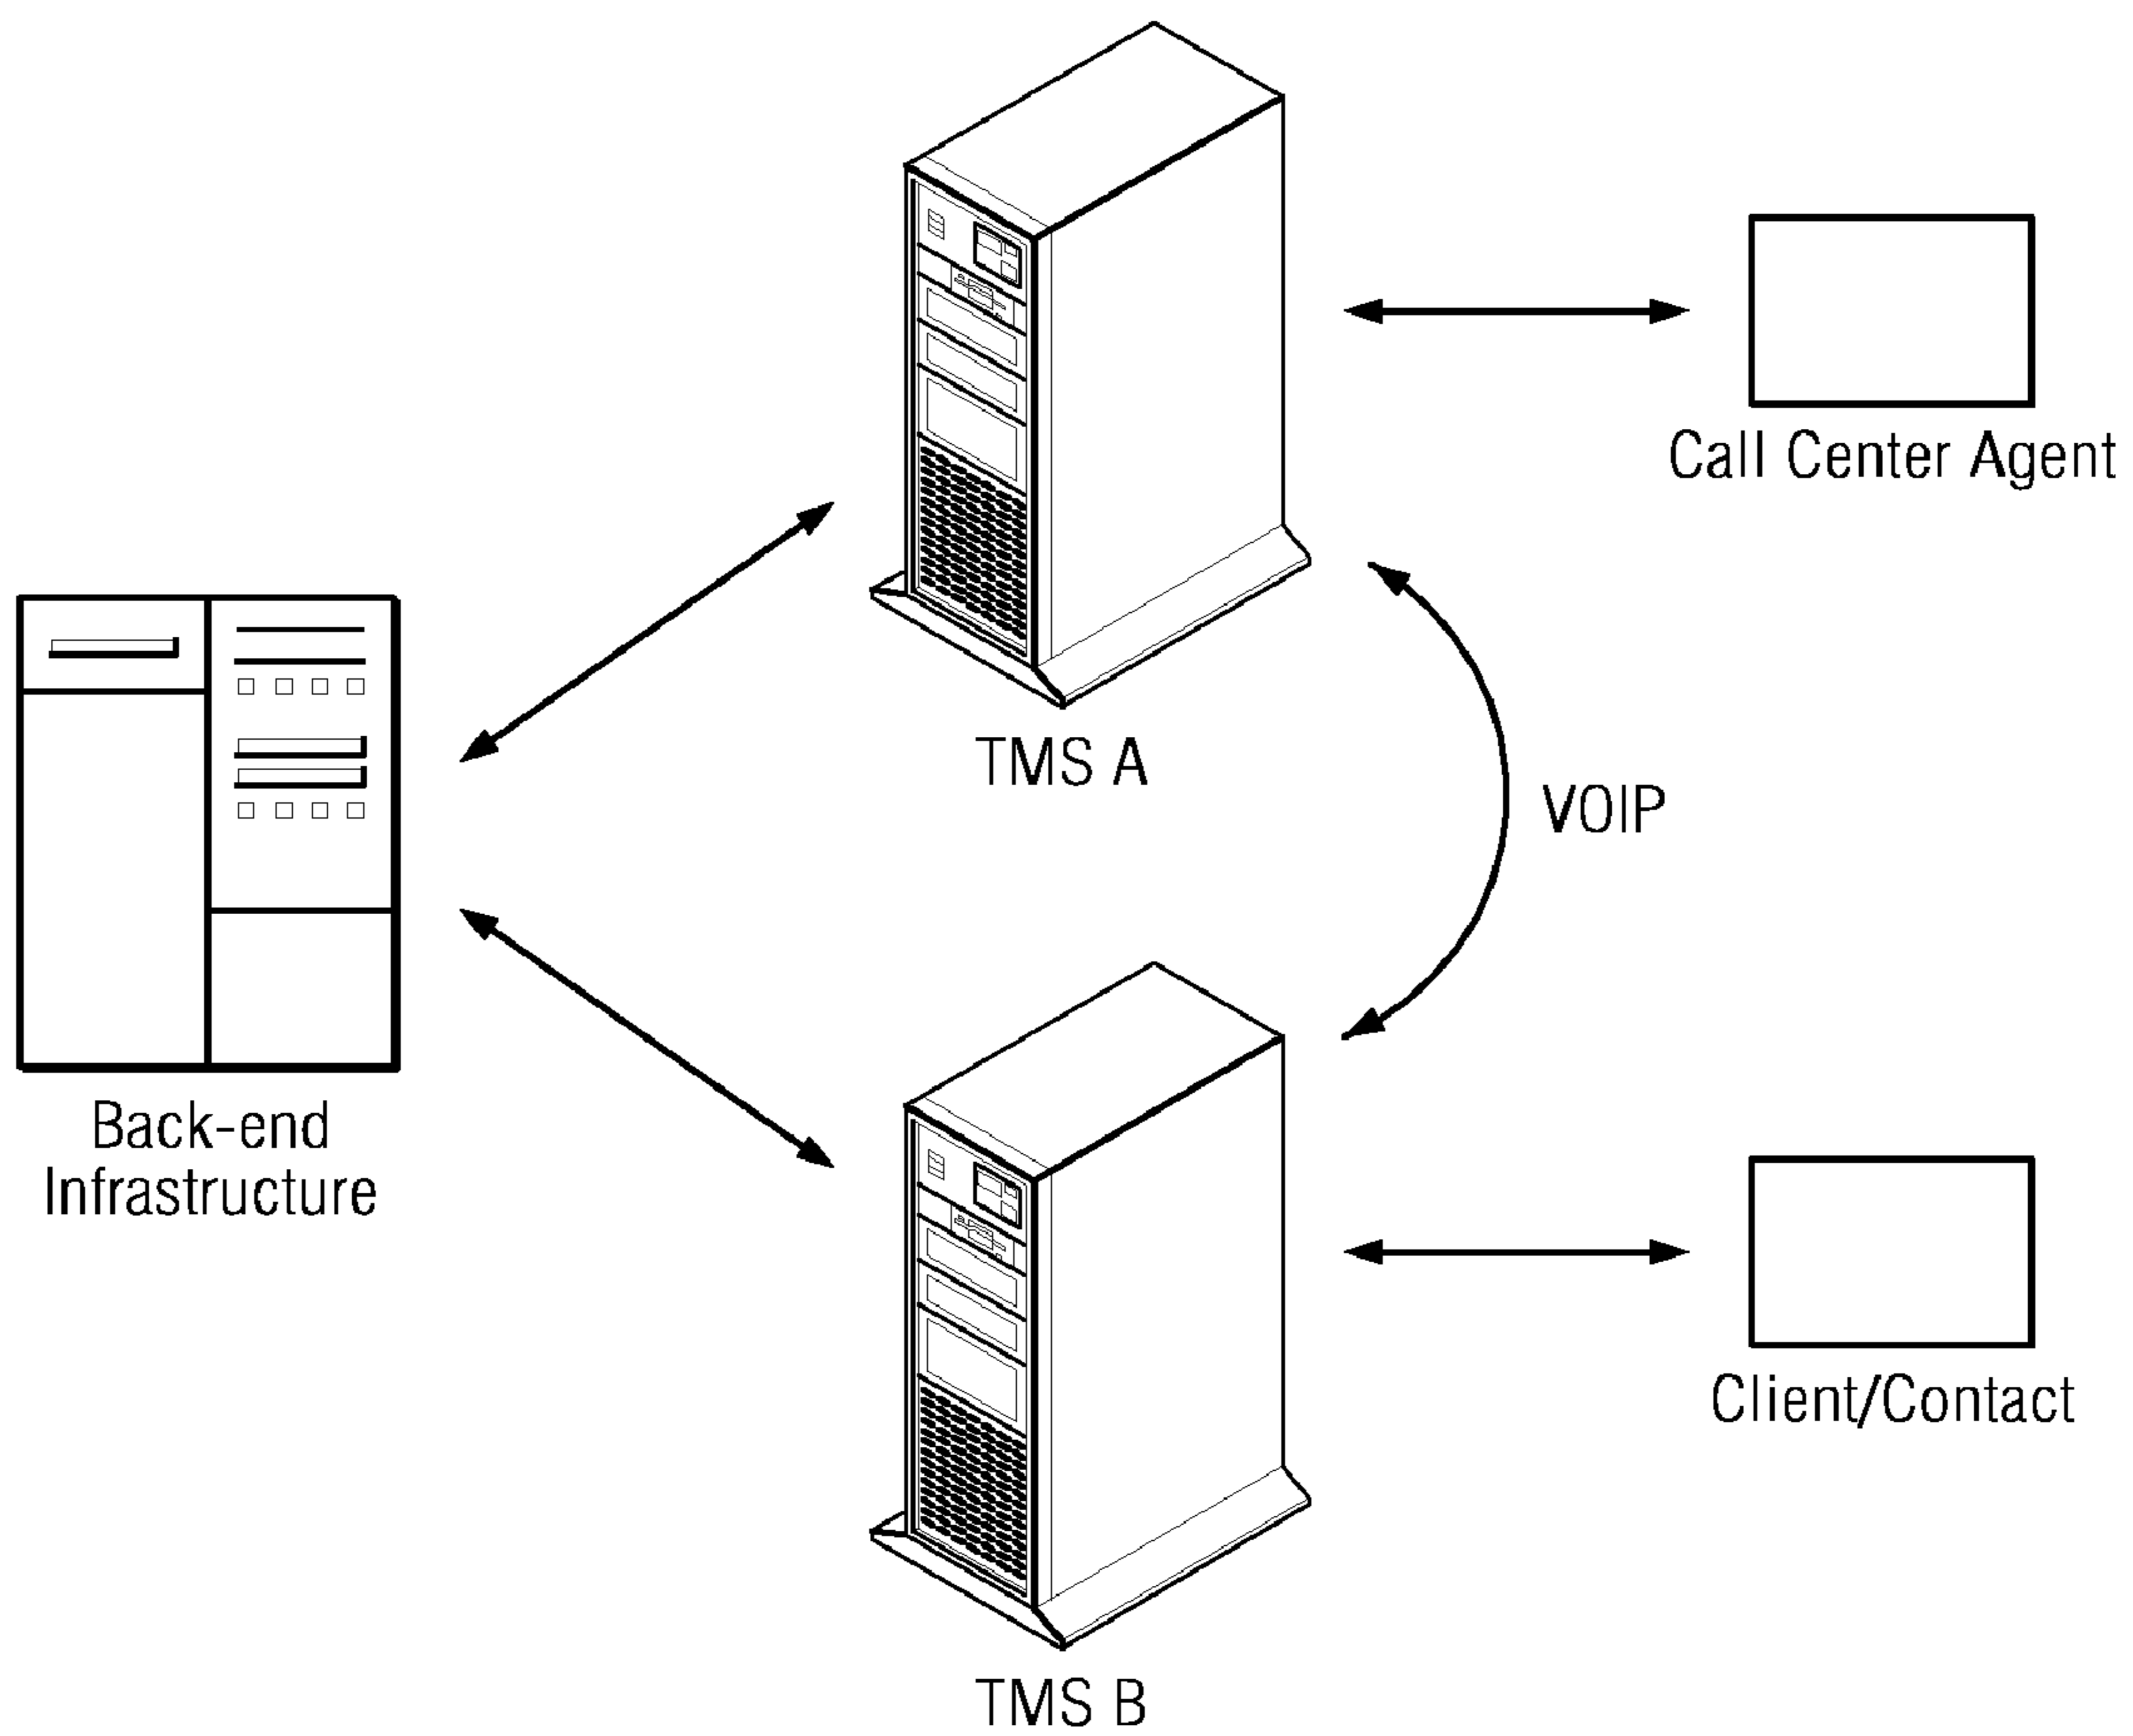 Call Center Agent
TMS A
VOIP
Back-end
Infrastructure
Client/Contact
TMS B